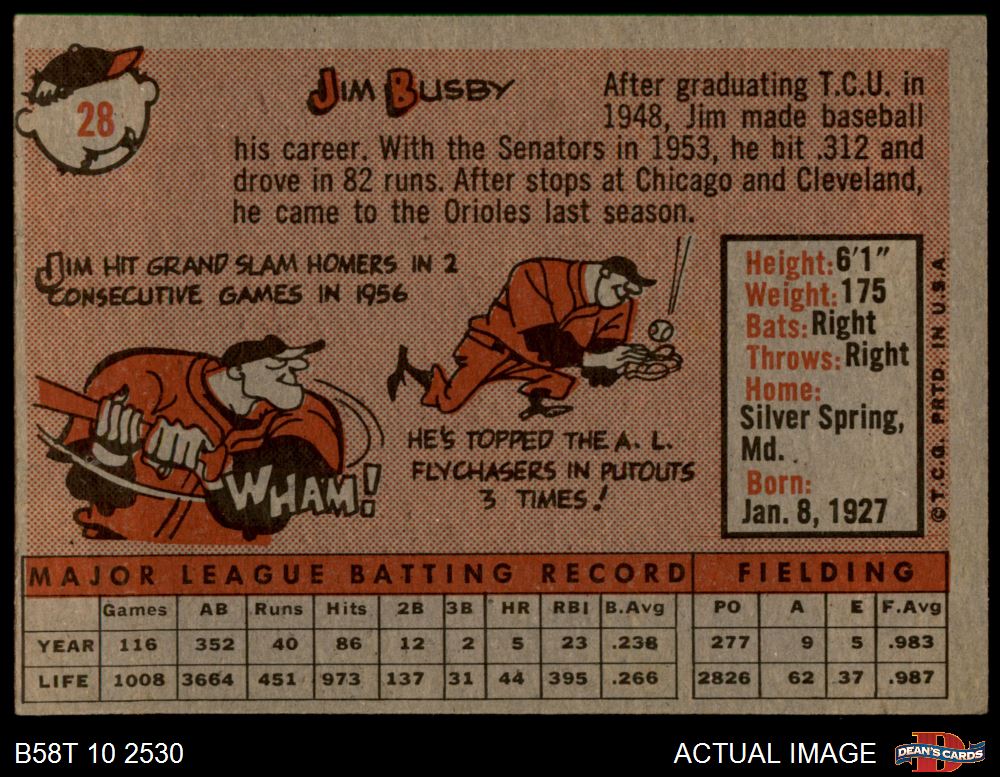 28
JIM BUSBY
After graduating T.C.U. in
1948, Jim made baseball
his career. With the Senators in 1953, he hit .312 and
drove in 82 runs. After stops at Chicago and Cleveland,
he came to the Orioles last season.
JIM HIT GRAND SLAM HOMERS IN 2
CONSECUTIVE GAMES IN 1956
WHAM!
HE'S TOPPED THE A. L.
FLYCHASERS IN PUTOUTS
3 TIMES!
Height: 6'1"
Weight: 175
Bats: Right
Throws: Right
Home:
Silver Spring,
Md.
Born:
Jan. 8, 1927
© T.C.G. PRTD. IN U.S.A.
MAJOR LEAGUE BATTING RECORD FIELDING
Games AB Runs Hits 2B 3B HR RBI B.Avg PO A E F.Avg
YEAR 116 352 40 86 12 2 5 23 .238 277 9 5 .983
LIFE 1008 3664 451 973 137 31 44 395 .266 2826 62 37 .987
B58T 10 2530 ACTUAL IMAGE
DEAN'S CARDS